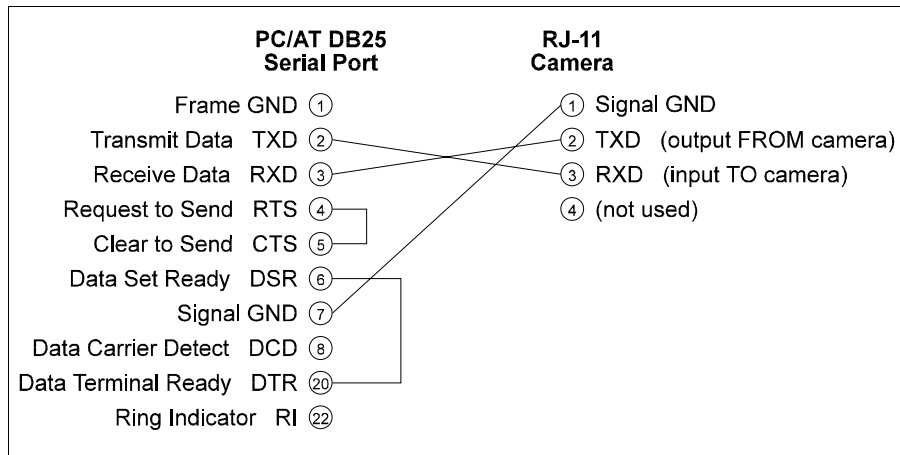 PC/AT DB25
Serial Port
RJ-11
Camera
Frame GND 1
1 Signal GND
Transmit Data TXD 2
2 TXD (output FROM camera)
Receive Data RXD 3
3 RXD (input TO camera)
Request to Send RTS 4
4 (not used)
Clear to Send CTS 5
Data Set Ready DSR 6
Signal GND 7
Data Carrier Detect DCD 8
Data Terminal Ready DTR 20
Ring Indicator RI 22